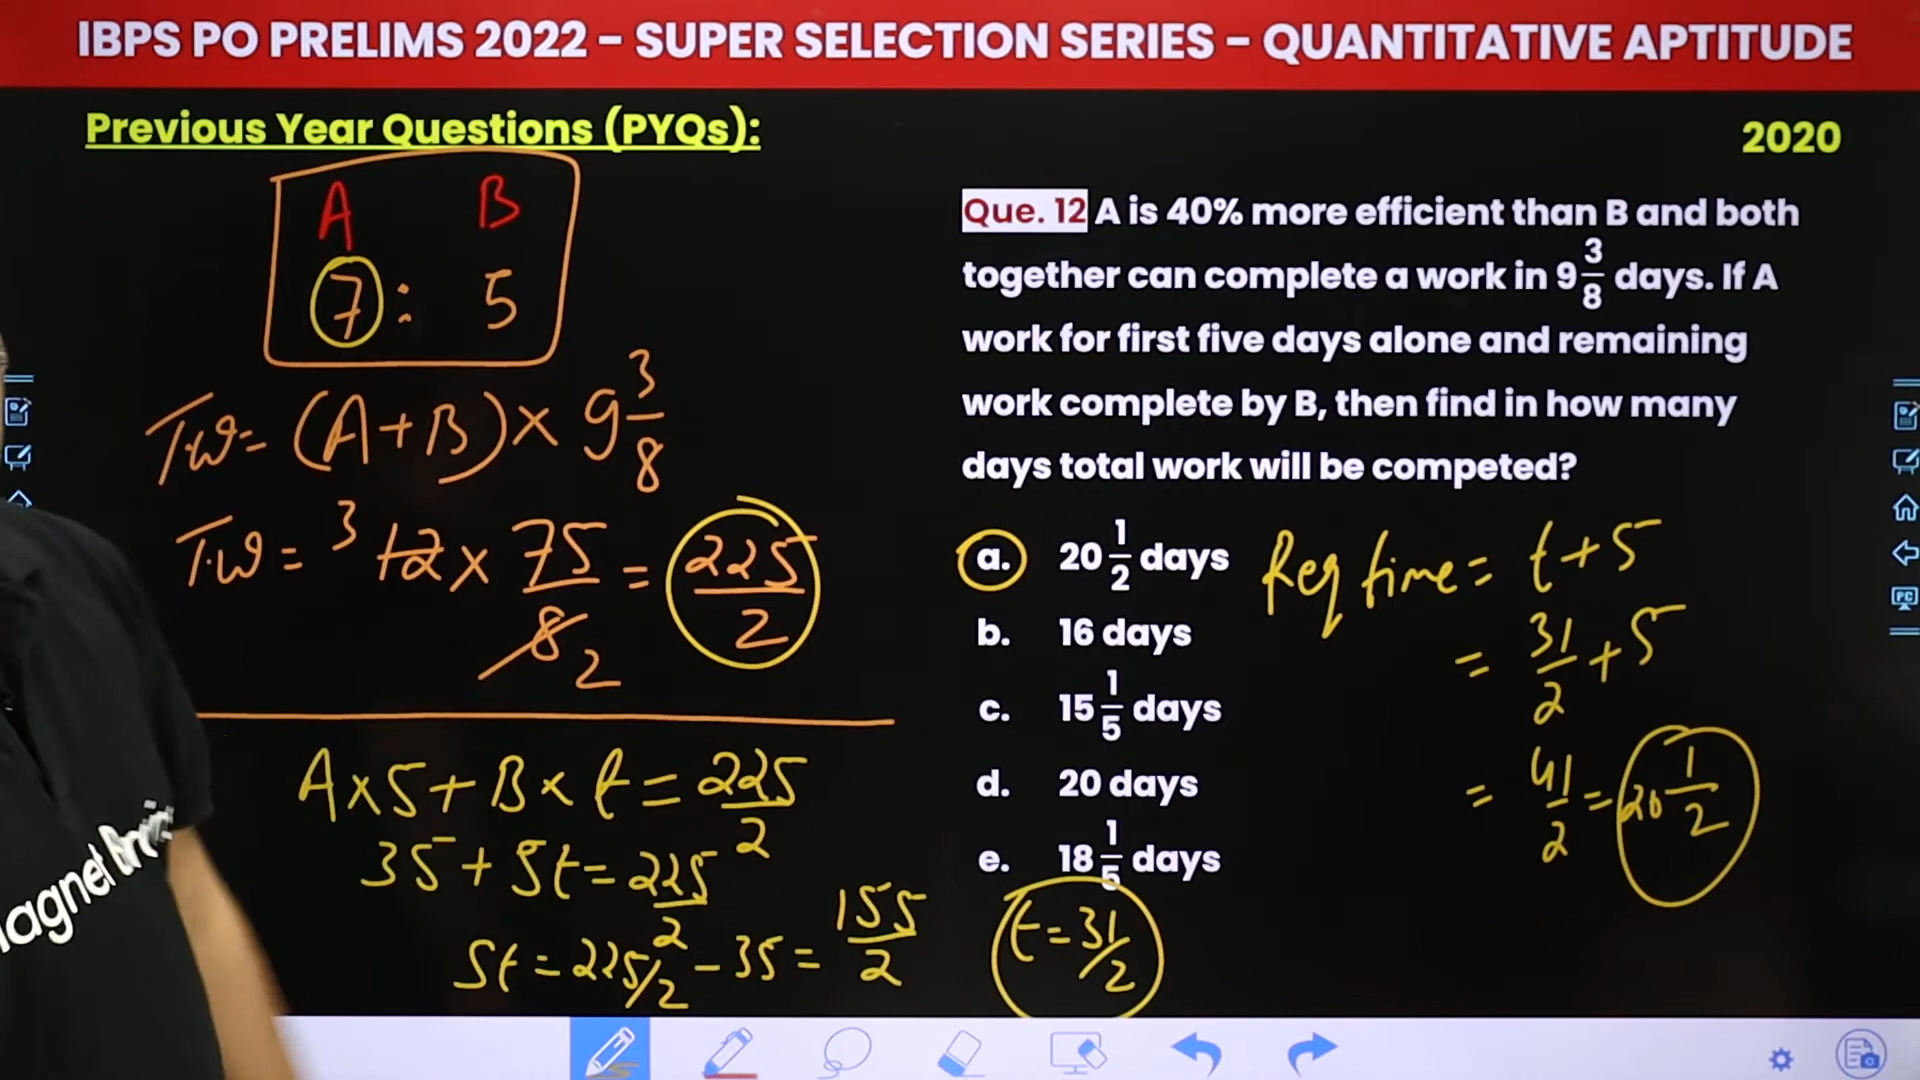 IBPS PO PRELIMS 2022 – SUPER SELECTION SERIES – QUANTITATIVE APTITUDE
Previous Year Questions (PYQs):
2020
A B
7 : 5
T.W = (A+B) × 9 3/8
T.W = 3 12 × 75/8 2 = 225/2
A×5 + B × t = 225/2
35 + 5t = 225/2
5t = 225/2 - 35 = 155/2
t = 31/2
Que. 12 A is 40% more efficient than B and both
together can complete a work in 9 3/8 days. If A
work for first five days alone and remaining
work complete by B, then find in how many
days total work will be competed?
a. 20 1/2 days
b. 16 days
c. 15 1/5 days
d. 20 days
e. 18 1/5 days
Req time = t + 5
= 31/2 + 5
= 41/2 = 20 1/2
agnet Brai
PC